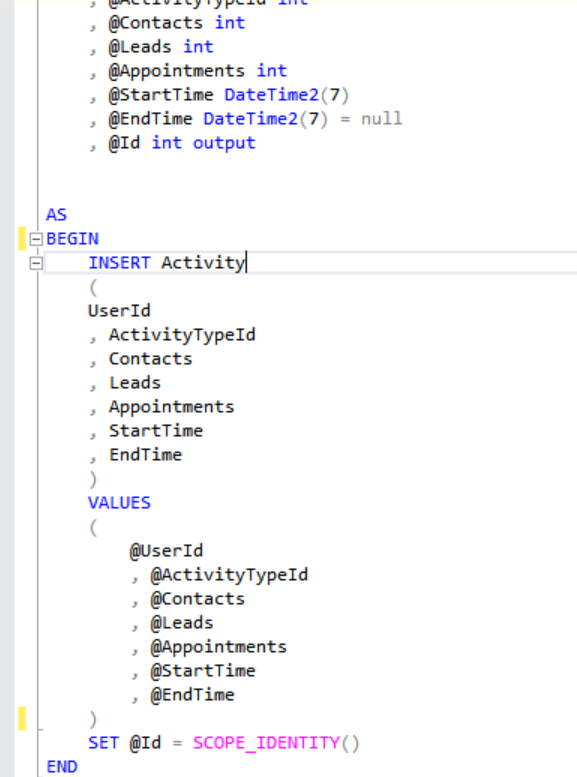 , @ActivityTypeId int
, @Contacts int
, @Leads int
, @Appointments int
, @StartTime DateTime2(7)
, @EndTime DateTime2(7) = null
, @Id int output
AS
BEGIN
INSERT Activity
(
UserId
, ActivityTypeId
, Contacts
, Leads
, Appointments
, StartTime
, EndTime
)
VALUES
(
@UserId
, @ActivityTypeId
, @Contacts
, @Leads
, @Appointments
, @StartTime
, @EndTime
)
SET @Id = SCOPE_IDENTITY()
END